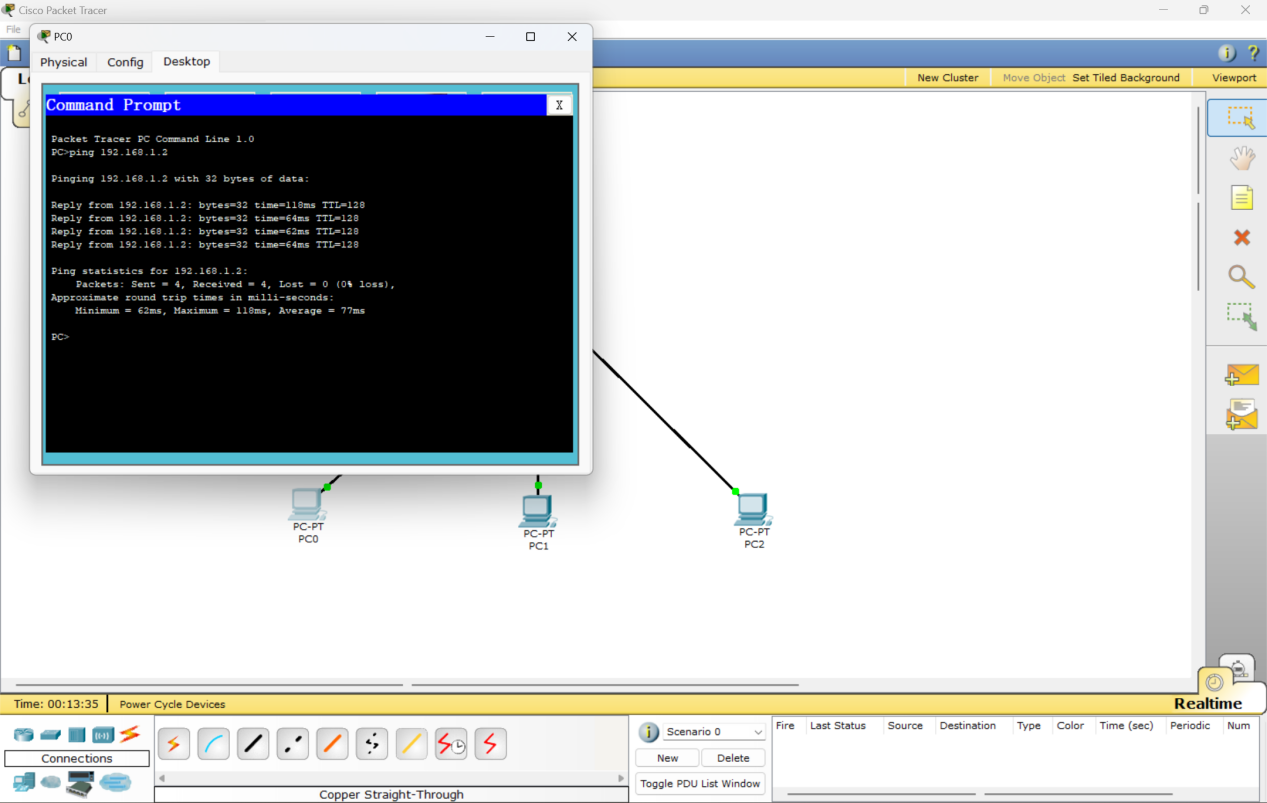 Cisco Packet Tracer
File
PC0
Physical Config Desktop
New Cluster Move Object Set Tiled Background Viewport
Command Prompt X
Packet Tracer PC Command Line 1.0
PC>ping 192.168.1.2
Pinging 192.168.1.2 with 32 bytes of data:
Reply from 192.168.1.2: bytes=32 time=118ms TTL=128
Reply from 192.168.1.2: bytes=32 time=64ms TTL=128
Reply from 192.168.1.2: bytes=32 time=62ms TTL=128
Reply from 192.168.1.2: bytes=32 time=64ms TTL=128
Ping statistics for 192.168.1.2:
Packets: Sent = 4, Received = 4, Lost = 0 (0% loss),
Approximate round trip times in milli-seconds:
Minimum = 62ms, Maximum = 118ms, Average = 77ms
PC>
PC-PT
PC0
PC-PT
PC1
PC-PT
PC2
Time: 00:13:35 Power Cycle Devices
Realtime
Connections
Copper Straight-Through
Scenario 0
New Delete
Toggle PDU List Window
Fire Last Status Source Destination Type Color Time (sec) Periodic Num